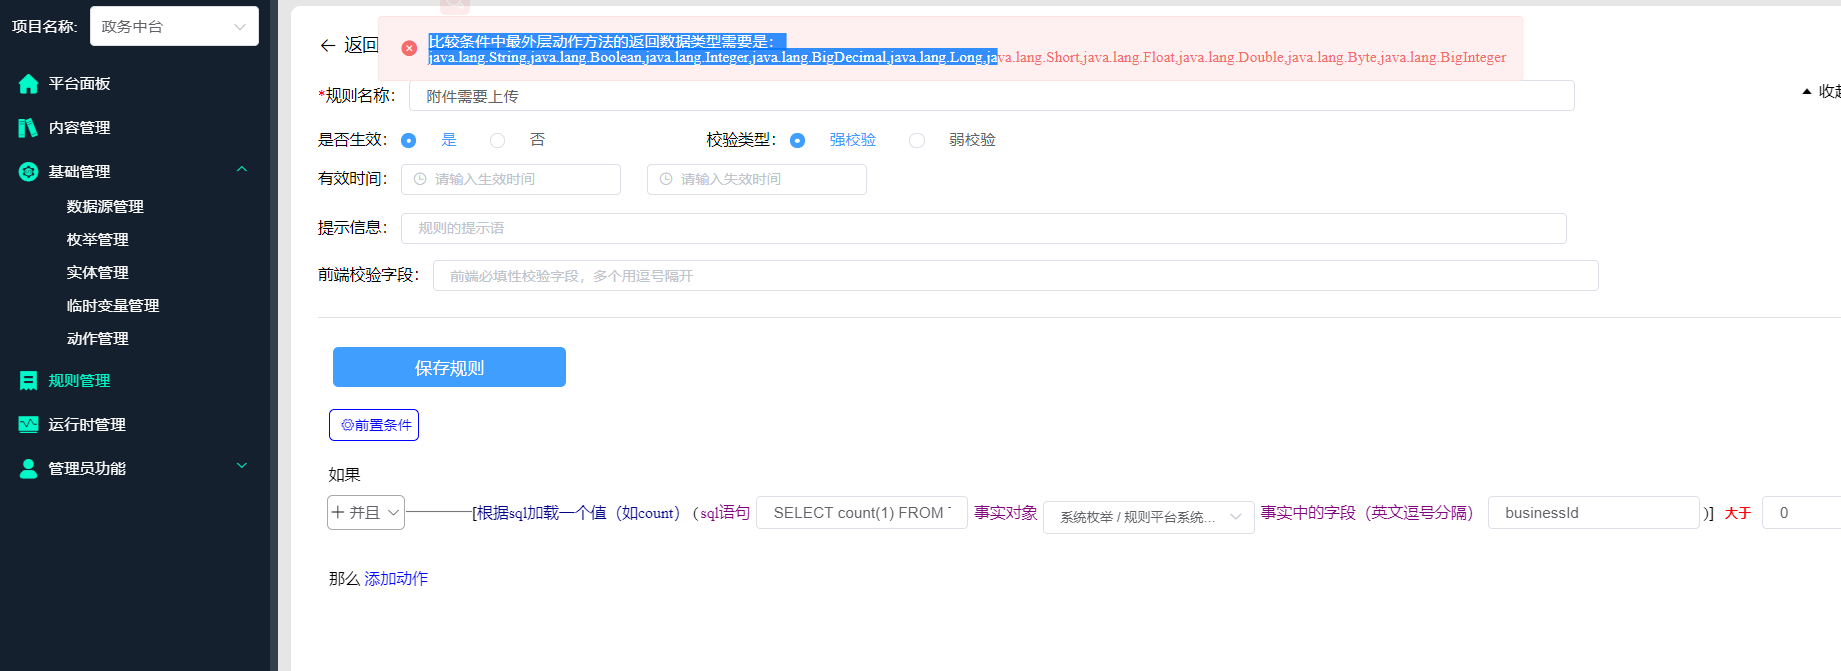 项目名称: 政务中台
平台面板
内容管理
基础管理
数据源管理
枚举管理
实体管理
临时变量管理
动作管理
规则管理
运行时管理
管理员功能
返回
比较条件中最外层动作方法的返回数据类型需要是:
java.lang.String,java.lang.Boolean,java.lang.Integer,java.lang.BigDecimal,java.lang.Long,java.lang.Short,java.lang.Float,java.lang.Double,java.lang.Byte,java.lang.BigInteger
*规则名称: 附件需要上传
收起
是否生效: 是 否 校验类型: 强校验 弱校验
有效时间: 请输入生效时间 请输入失效时间
提示信息: 规则的提示语
前端校验字段: 前端必填性校验字段，多个用逗号隔开
保存规则
前置条件
如果
并且 [根据sql加载一个值（如count）(sql语句 SELECT count(1) FROM 事实对象 系统枚举 / 规则平台系统... 事实中的字段（英文逗号分隔） businessId )] 大于 0
那么 添加动作